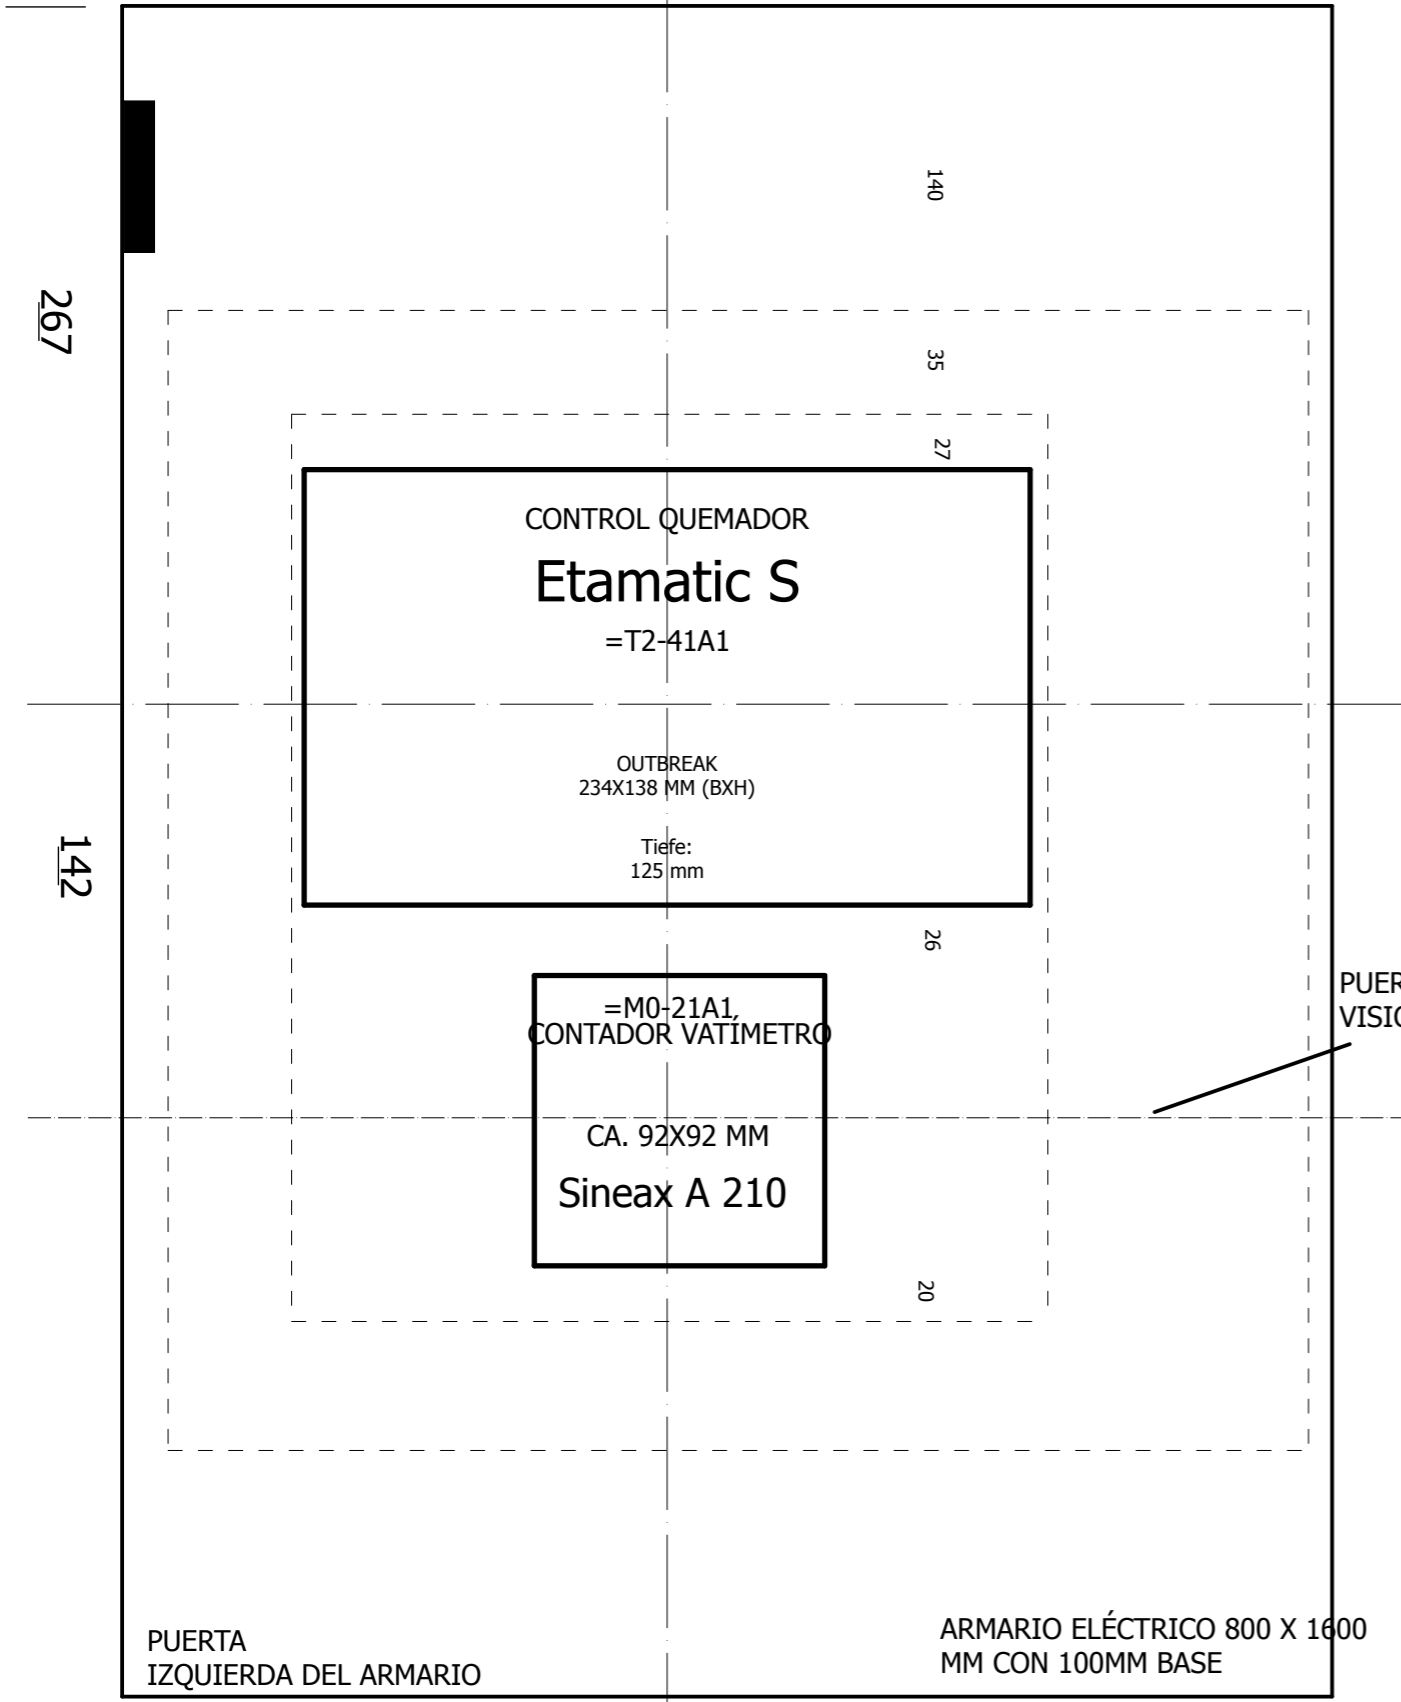 140
267
35
27
CONTROL QUEMADOR
Etamatic S
=T2-41A1
OUTBREAK
234X138 MM (BXH)
Tiefe:
125 mm
142
26
=M0-21A1,
CONTADOR VATÍMETRO
CA. 92X92 MM
Sineax A 210
20
PUERTA
IZQUIERDA DEL ARMARIO
ARMARIO ELÉCTRICO 800 X 1600
MM CON 100MM BASE